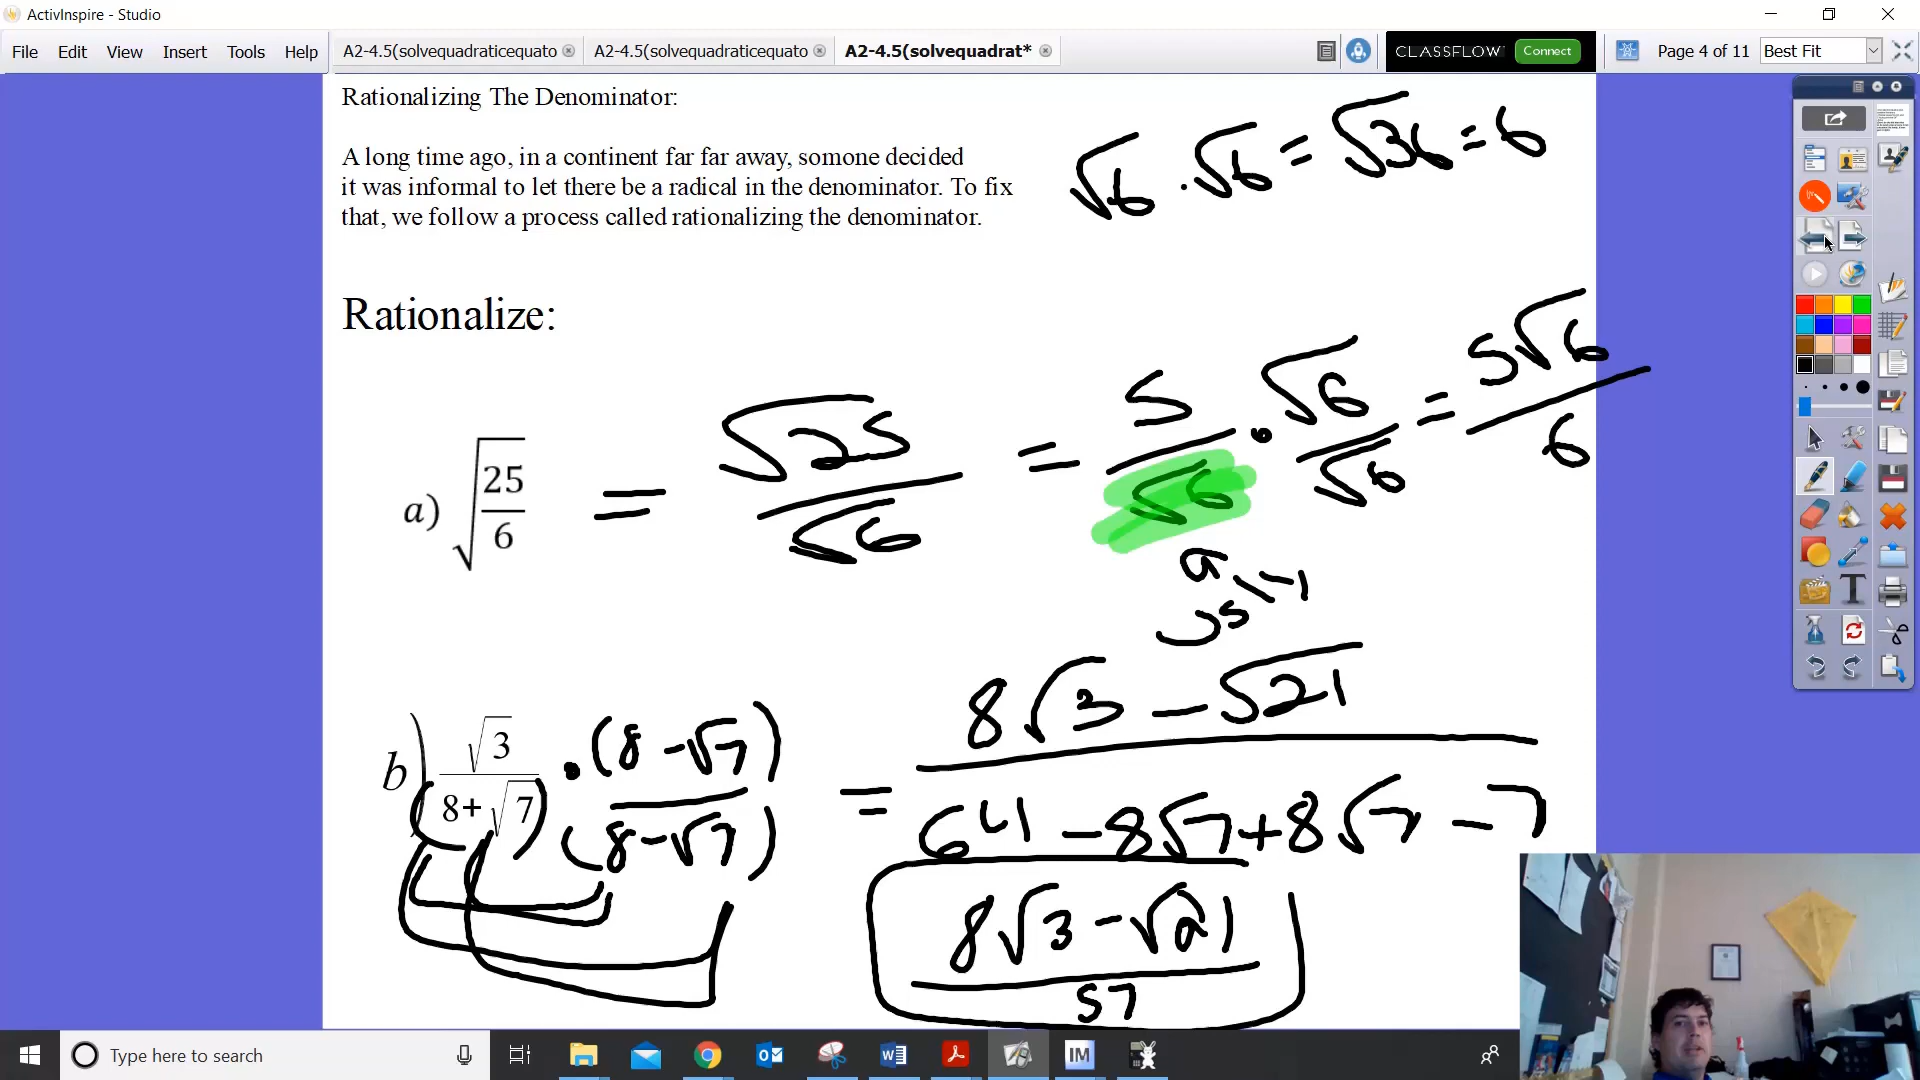 ActivInspire - Studio
File Edit View Insert Tools Help
A2-4.5(solvequadraticequato A2-4.5(solvequadraticequato A2-4.5(solvequadrat*
CLASSFLOW Connect
Page 4 of 11 Best Fit
Rationalizing The Denominator:
A long time ago, in a continent far far away, somone decided
it was informal to let there be a radical in the denominator. To fix
that, we follow a process called rationalizing the denominator.
√6 · √6 = √36 = 6
Rationalize:
a) √(25/6) = √25/√6 = 5/√6 · √6/√6 = 5√6/6
b) √3/(8+√7) · (8-√7)/(8-√7) = (8√3 - √21)/(64 - 8√7 + 8√7 - 7)
(8√3 - √21)/57
Type here to search